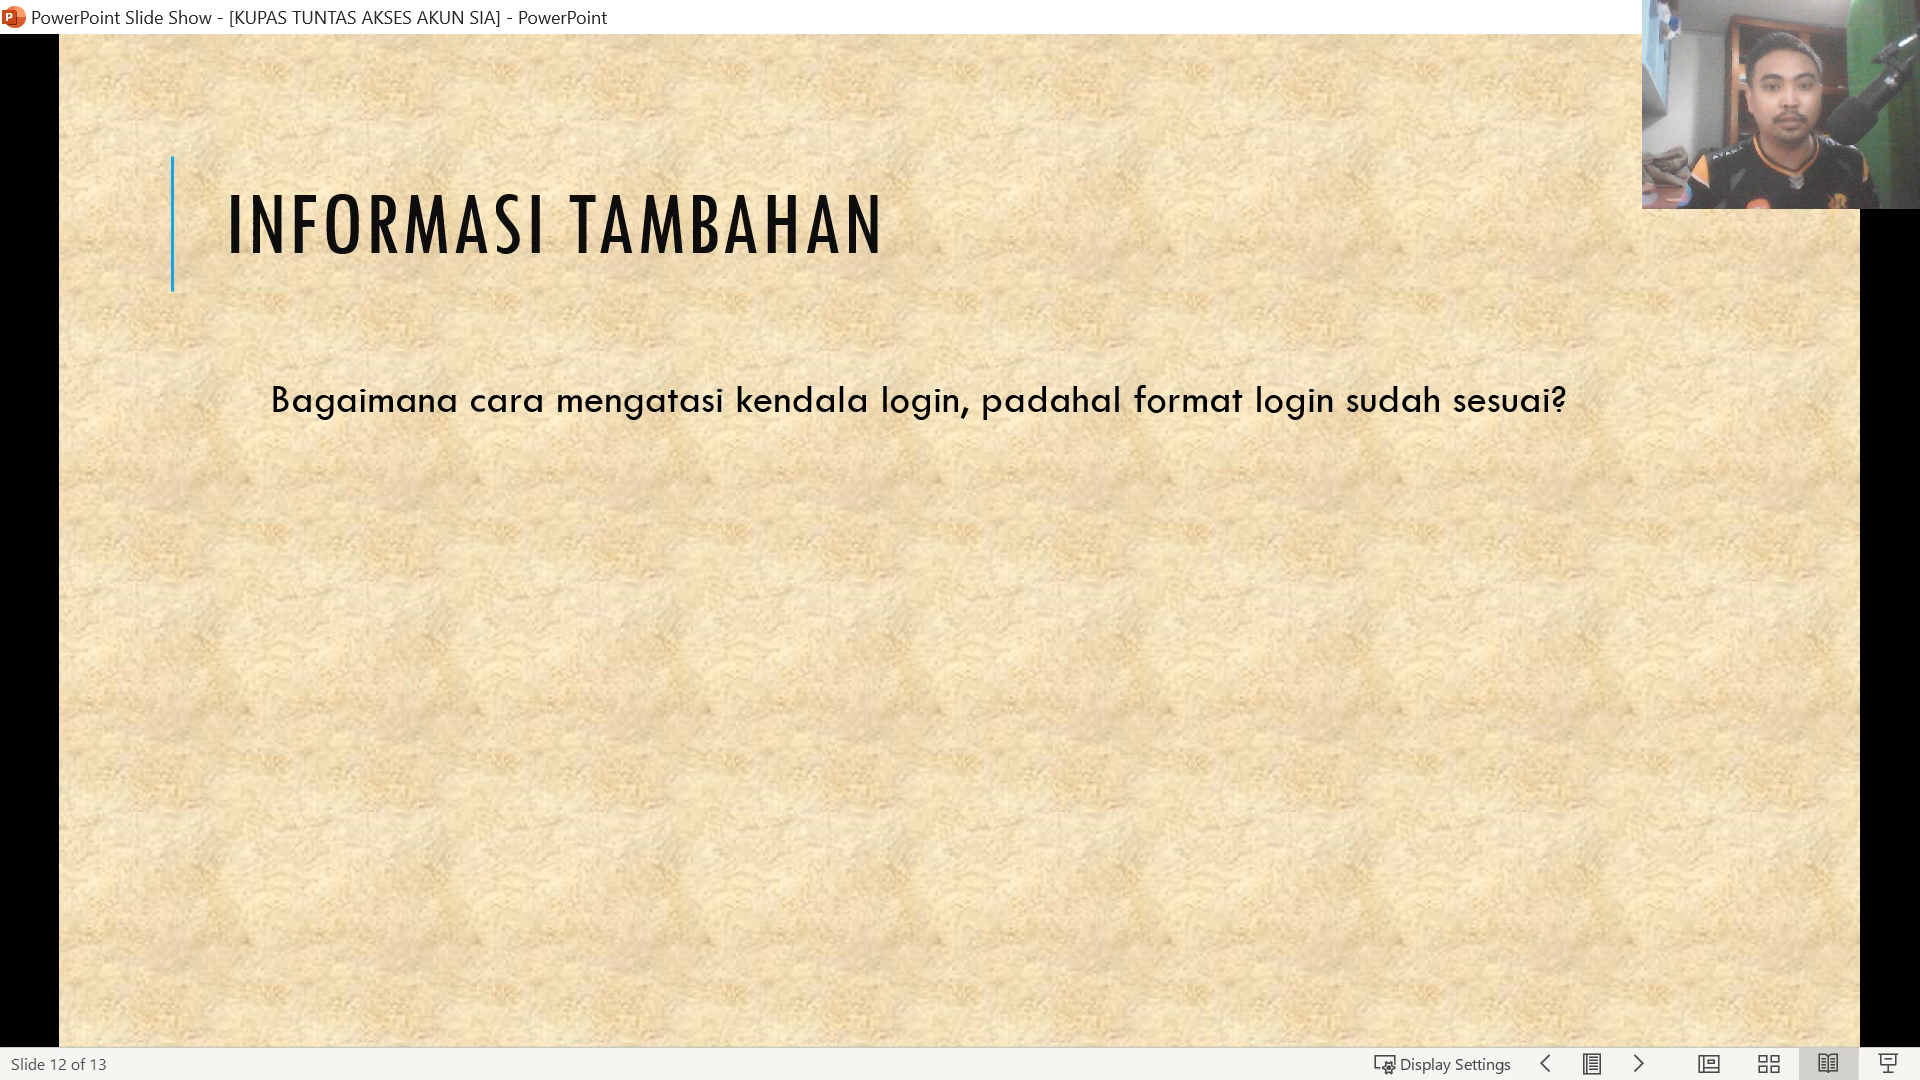 PowerPoint Slide Show - [KUPAS TUNTAS AKSES AKUN SIA] - PowerPoint
INFORMASI TAMBAHAN
Bagaimana cara mengatasi kendala login, padahal format login sudah sesuai?
Slide 12 of 13
Display Settings